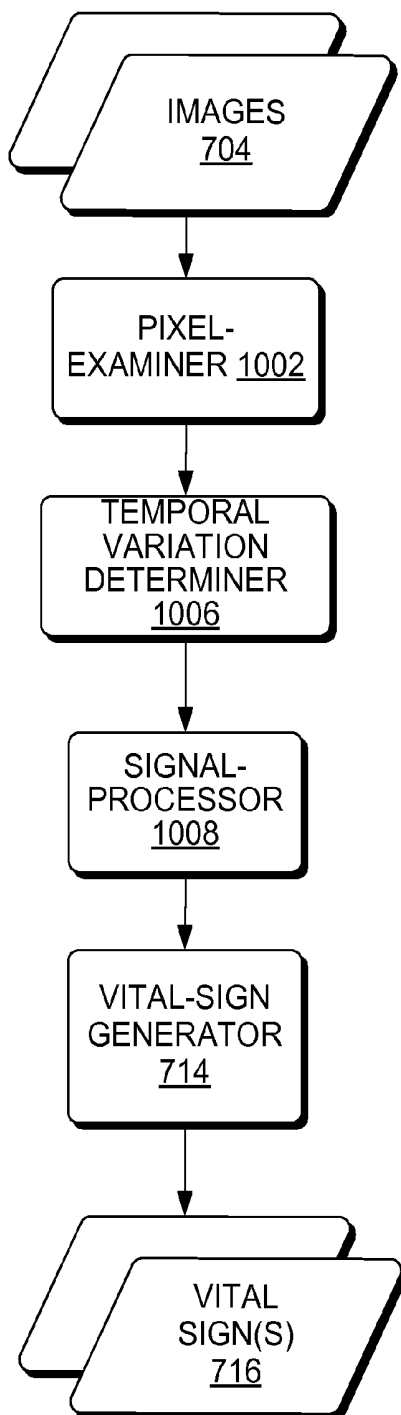 IMAGES
704
PIXEL-
EXAMINER 1002
TEMPORAL
VARIATION
DETERMINER
1006
SIGNAL-
PROCESSOR
1008
VITAL-SIGN
GENERATOR
714
VITAL
SIGN(S)
716